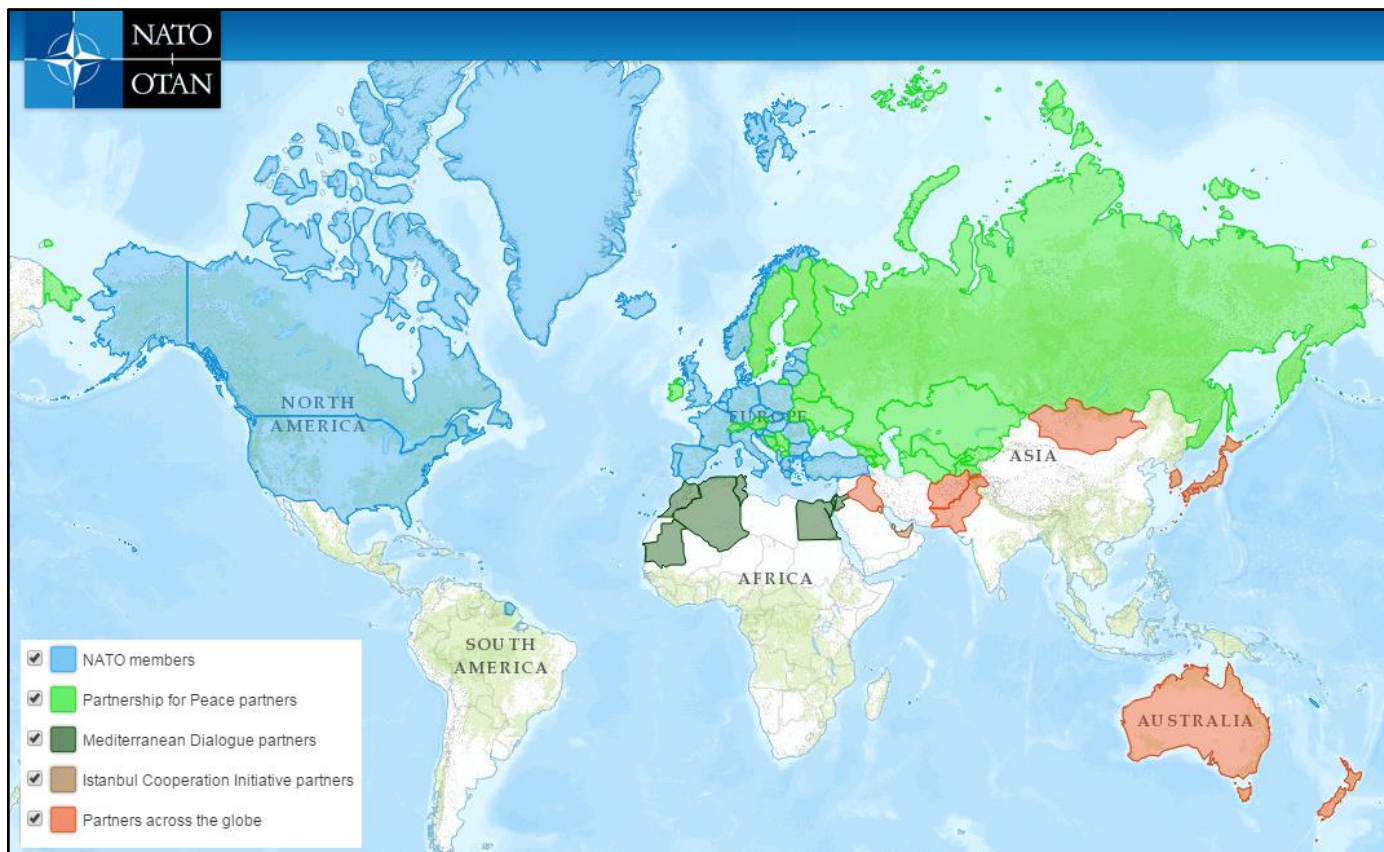 NATO
OTAN
NORTH
AMERICA
EUROPE
ASIA
AFRICA
SOUTH
AMERICA
AUSTRALIA
NATO members
Partnership for Peace partners
Mediterranean Dialogue partners
Istanbul Cooperation Initiative partners
Partners across the globe